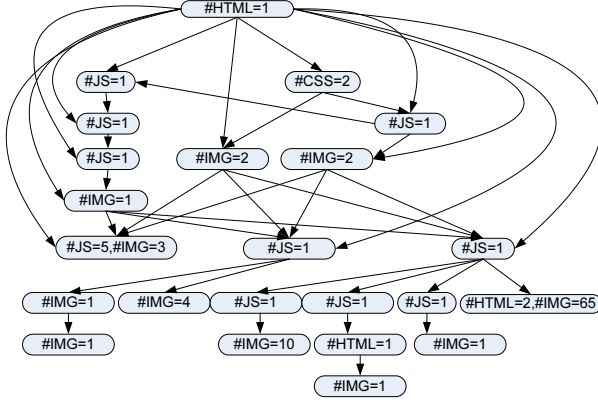 #HTML=1
#JS=1
#CSS=2
#JS=1
#JS=1
#JS=1
#IMG=2
#IMG=2
#IMG=1
#JS=5,#IMG=3
#JS=1
#JS=1
#IMG=1
#IMG=4
#JS=1
#JS=1
#JS=1
#HTML=2,#IMG=65
#IMG=1
#IMG=10
#HTML=1
#IMG=1
#IMG=1